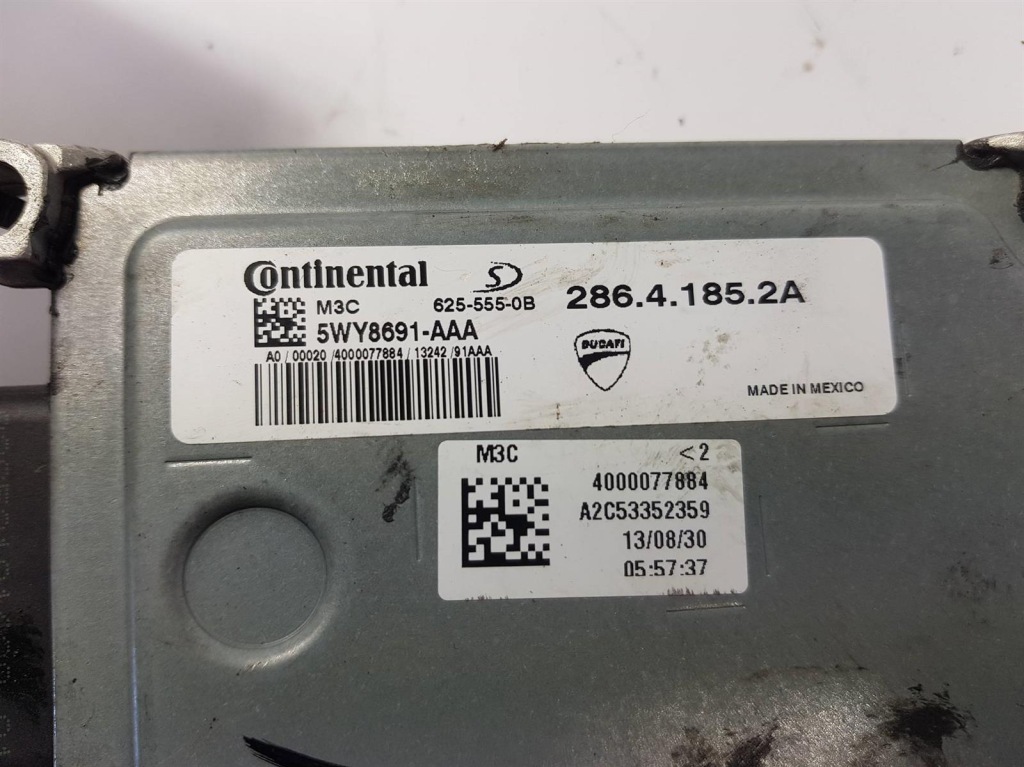 Continental SD 286.4.185.2A
M3C 625-555-0B
5WY8691-AAA
A0 / 00020 / 4000077884 / 13242 / 91AAA
DUCATI
MADE IN MEXICO
M3C <2
4000077884
A2C53352359
13/08/30
05:57:37